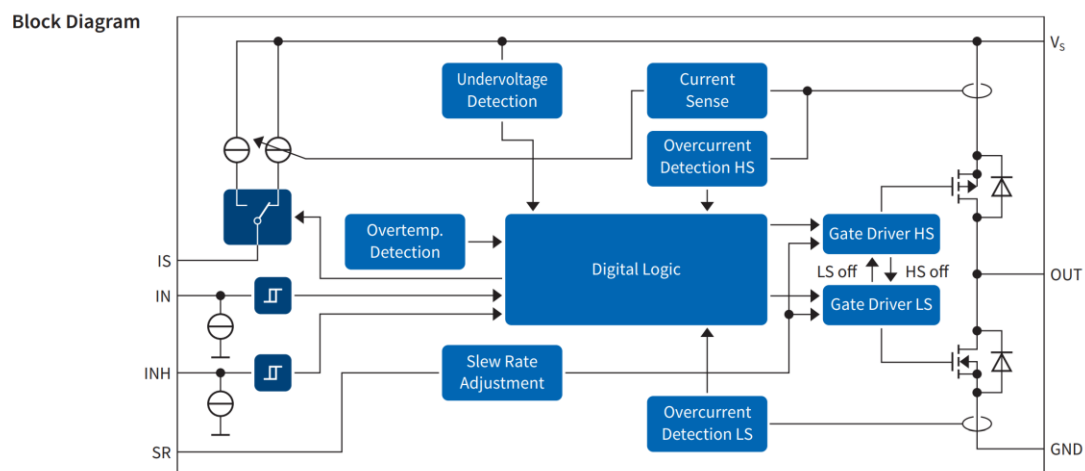 Block Diagram
V_S
Undervoltage
Detection
Current
Sense
Overcurrent
Detection HS
Overtemp.
Detection
Digital Logic
Gate Driver HS
LS off
HS off
Gate Driver LS
IS
IN
INH
SR
OUT
GND
Slew Rate
Adjustment
Overcurrent
Detection LS